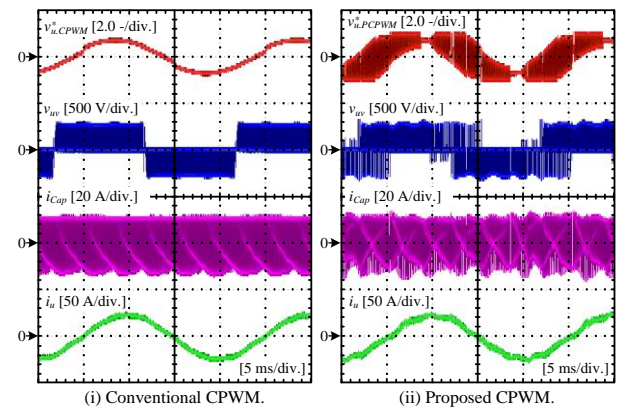 v*u.CPWM [2.0 -/div.]
0
vuv [500 V/div.]
0
iCap [20 A/div.]
0
iu [50 A/div.]
0
[5 ms/div.]
(i) Conventional CPWM.
v*u.PCPWM [2.0 -/div.]
0
vuv [500 V/div.]
0
iCap [20 A/div.]
0
iu [50 A/div.]
0
[5 ms/div.]
(ii) Proposed CPWM.